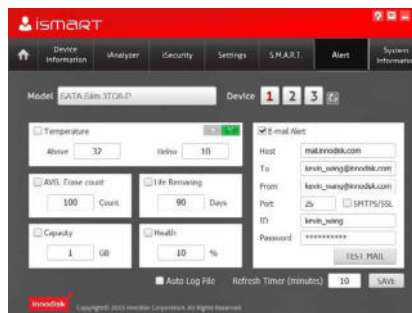 ismart
Device Information
iAnalyzer
iSecurity
Settings
S.M.A.R.T.
Alert
System Informatio
Model SATA Slim 3TG6-P Device 1 2 3
Temperature
Above 32 Below 10
AVG. Erase count
100 Count
Life Remaining
90 Days
Capacity
1 GB
Health
10 %
E-mail Alert
Host mail.innodisk.com
To kevin_wang@innodisk.com
From kevin_wang@innodisk.com
Port 25 SMTPS/SSL
ID kevin_wang
Password **********
TEST MAIL
Auto Log File Refresh Timer (minutes) 10 SAVE
innodisk Copyright© 2015 Innodisk Corporation. All Rights Reserved